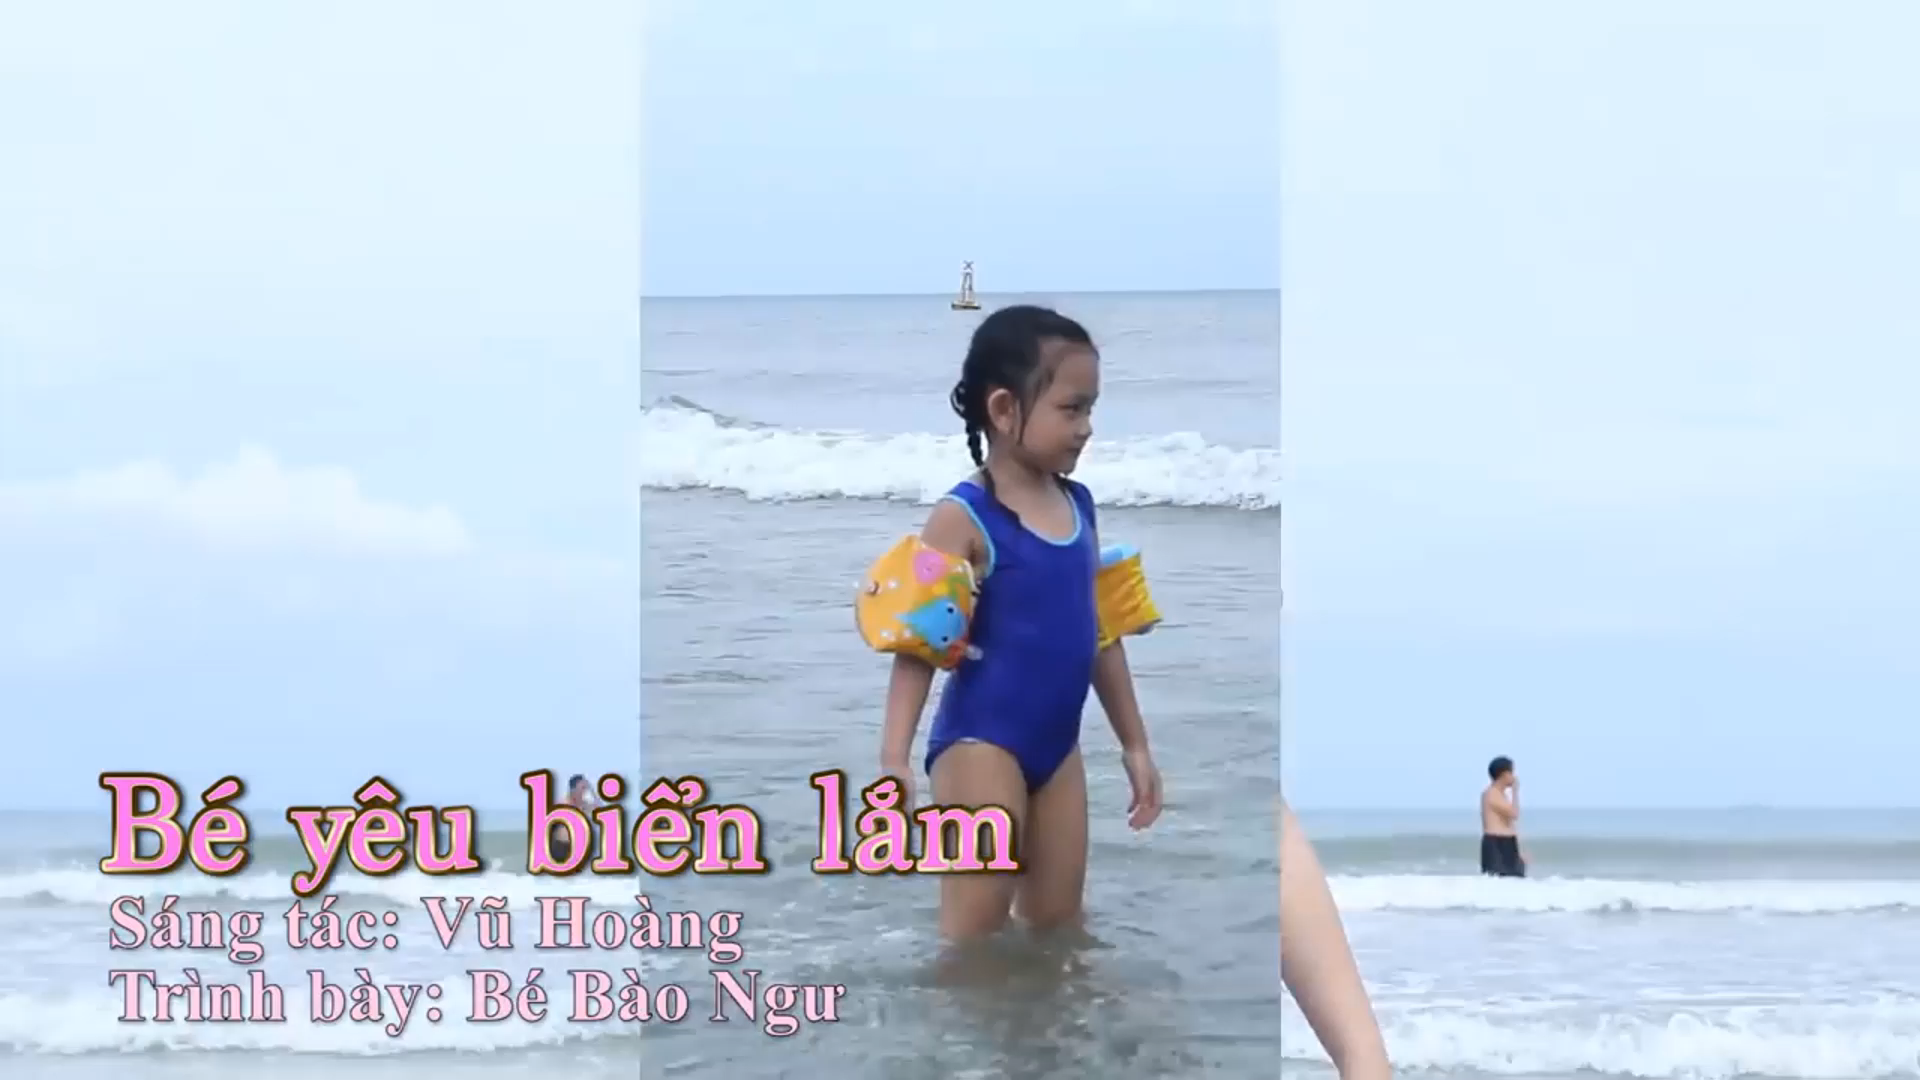 Bé yêu biển lắm
Sáng tác: Vũ Hoàng
Trình bày: Bé Bào Ngư